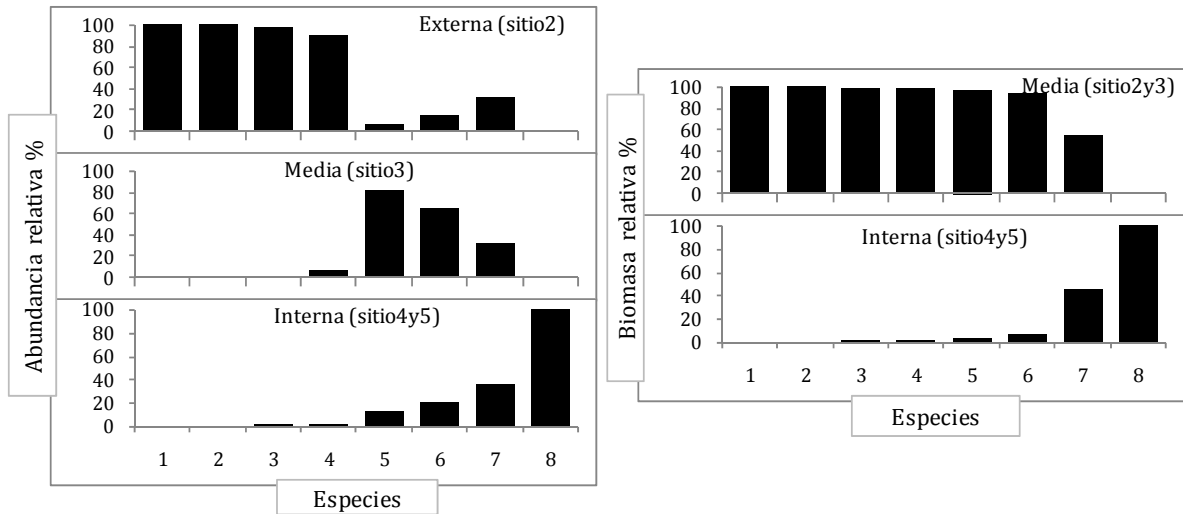 Abundancia relativa %
Externa (sitio2)
100
80
60
40
20
0
Media (sitio3)
100
80
60
40
20
0
Interna (sitio4y5)
100
80
60
40
20
0
1 2 3 4 5 6 7 8
Especies
Biomasa relativa %
Media (sitio2y3)
100
80
60
40
20
0
Interna (sitio4y5)
100
80
60
40
20
0
1 2 3 4 5 6 7 8
Especies